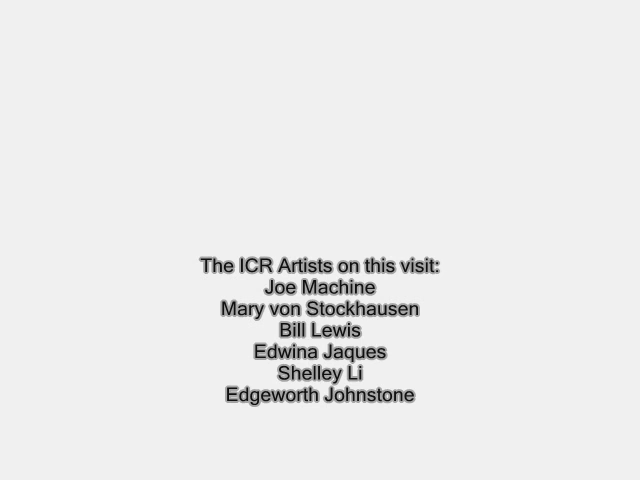 The ICR Artists on this visit:
Joe Machine
Mary von Stockhausen
Bill Lewis
Edwina Jaques
Shelley Li
Edgeworth Johnstone